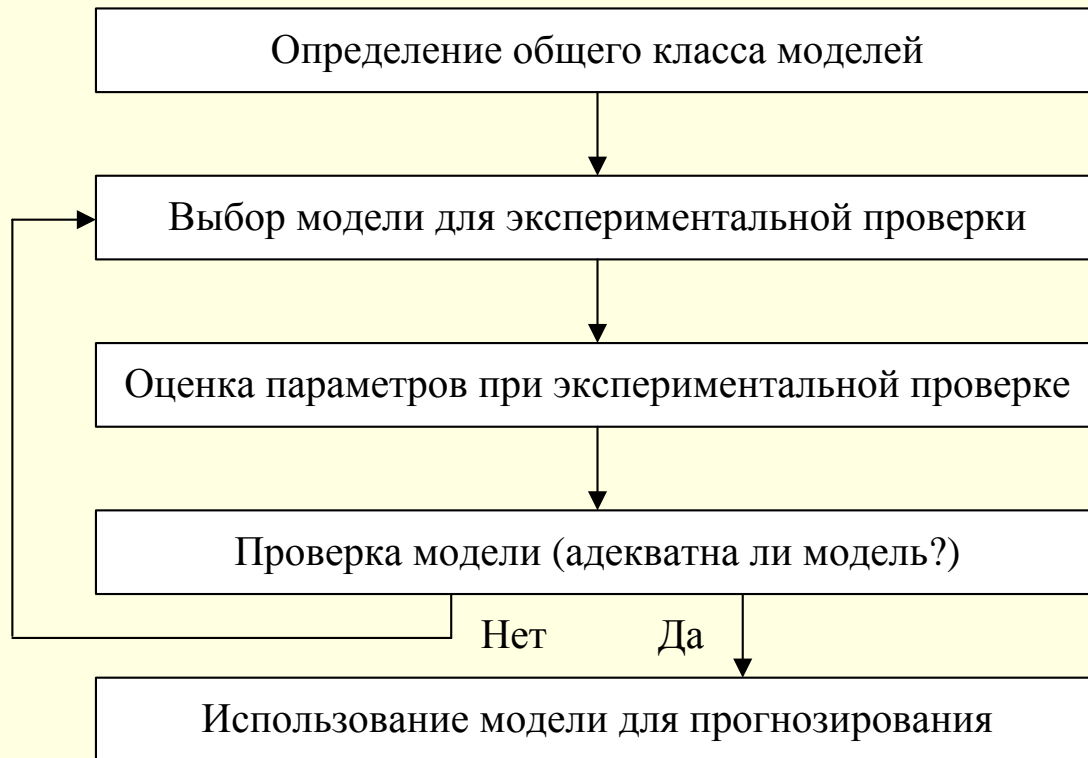 Определение общего класса моделей
Выбор модели для экспериментальной проверки
Оценка параметров при экспериментальной проверке
Проверка модели (адекватна ли модель?)
Нет Да
Использование модели для прогнозирования